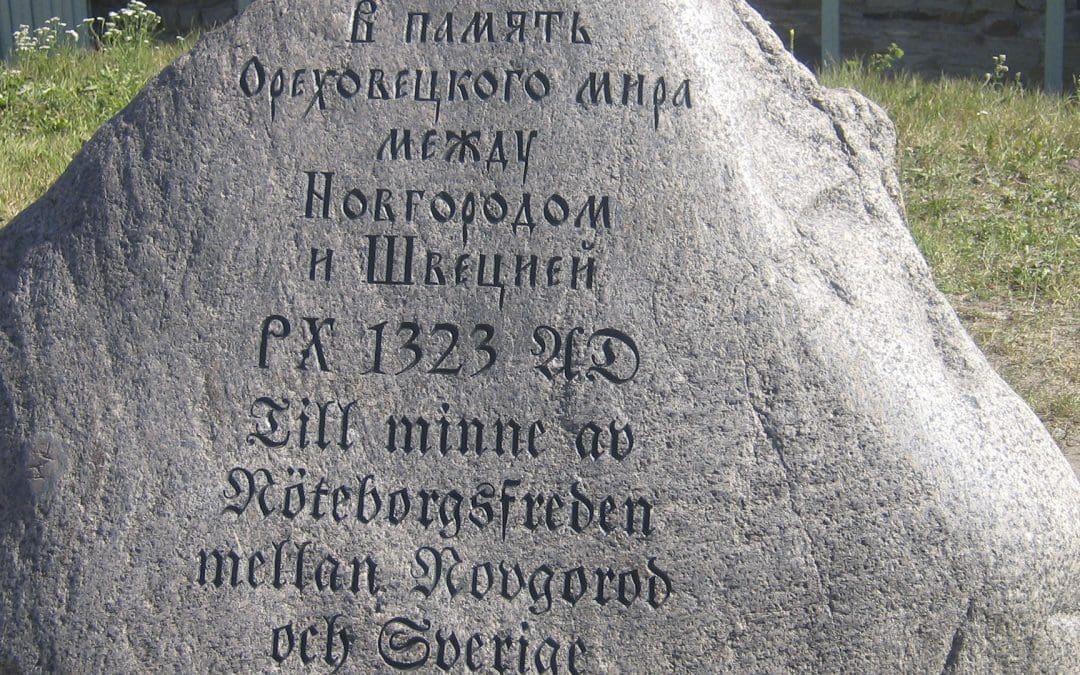 В память
Ореховецкого мира
между
Новгородом
и Швецией
РХ 1323 AD
Till minne av
Nöteborgsfreden
mellan Novgorod
och Sverige